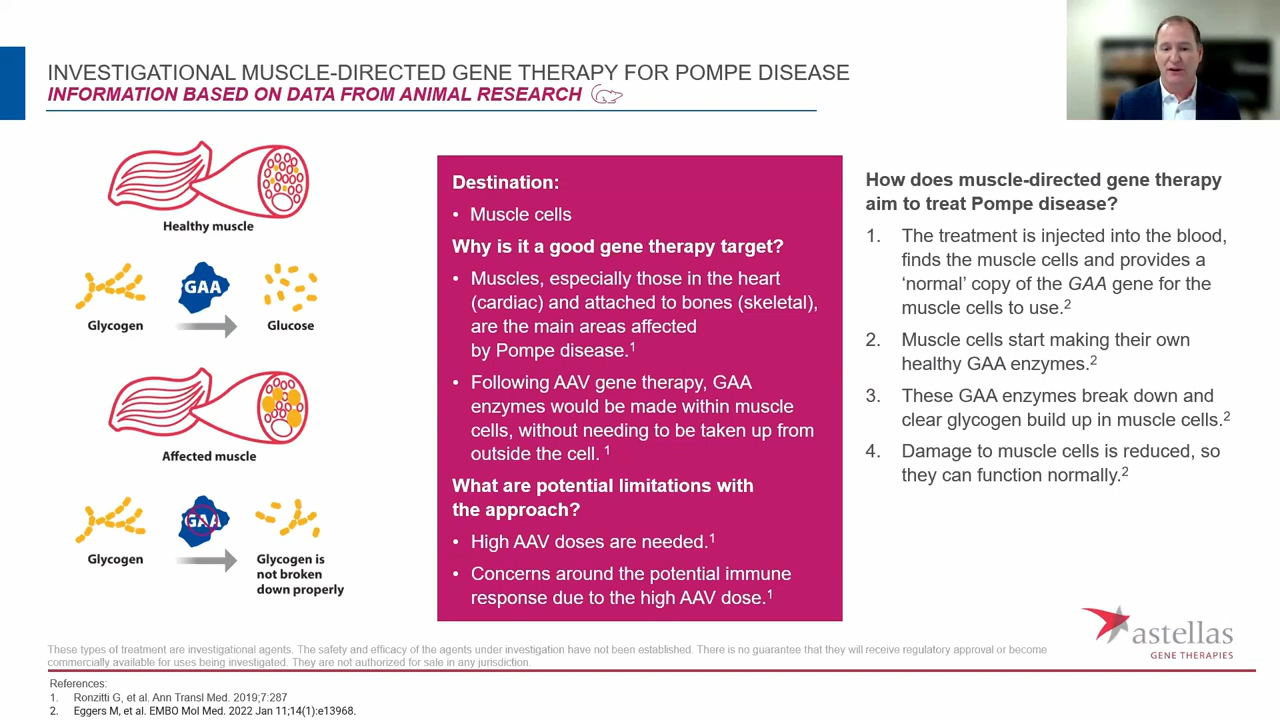 INVESTIGATIONAL MUSCLE-DIRECTED GENE THERAPY FOR POMPE DISEASE
INFORMATION BASED ON DATA FROM ANIMAL RESEARCH
Healthy muscle
GAA
Glycogen
Glucose
Affected muscle
GAA
Glycogen
Glycogen is
not broken
down properly
Destination:
• Muscle cells
Why is it a good gene therapy target?
• Muscles, especially those in the heart
(cardiac) and attached to bones (skeletal),
are the main areas affected
by Pompe disease.1
• Following AAV gene therapy, GAA
enzymes would be made within muscle
cells, without needing to be taken up from
outside the cell. 1
What are potential limitations with
the approach?
• High AAV doses are needed.1
• Concerns around the potential immune
response due to the high AAV dose.1
How does muscle-directed gene therapy
aim to treat Pompe disease?
1. The treatment is injected into the blood,
finds the muscle cells and provides a
‘normal’ copy of the GAA gene for the
muscle cells to use.2
2. Muscle cells start making their own
healthy GAA enzymes.2
3. These GAA enzymes break down and
clear glycogen build up in muscle cells.2
4. Damage to muscle cells is reduced, so
they can function normally.2
astellas
GENE THERAPIES
These types of treatment are investigational agents. The safety and efficacy of the agents under investigation have not been established. There is no guarantee that they will receive regulatory approval or become
commercially available for uses being investigated. They are not authorized for sale in any jurisdiction.
References:
1. Ronzitti G, et al. Ann Transl Med. 2019;7:287
2. Eggers M, et al. EMBO Mol Med. 2022 Jan 11;14(1):e13968.